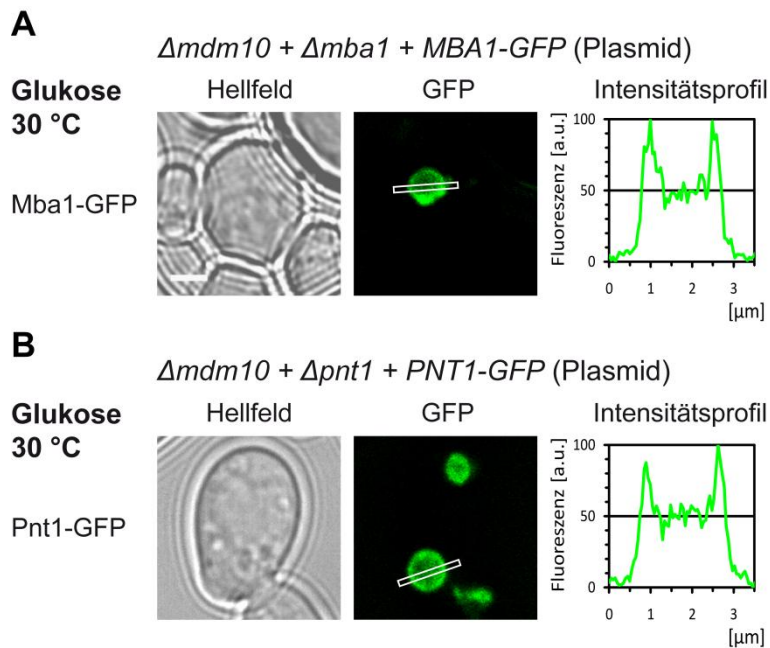 A
Δmdm10 + Δmba1 + MBA1-GFP (Plasmid)
Glukose
30 °C
Hellfeld
GFP
Intensitätsprofil
Mba1-GFP
Fluoreszenz [a.u.]
100
50
0
0 1 2 3
[µm]
B
Δmdm10 + Δpnt1 + PNT1-GFP (Plasmid)
Glukose
30 °C
Hellfeld
GFP
Intensitätsprofil
Pnt1-GFP
Fluoreszenz [a.u.]
100
50
0
0 1 2 3
[µm]